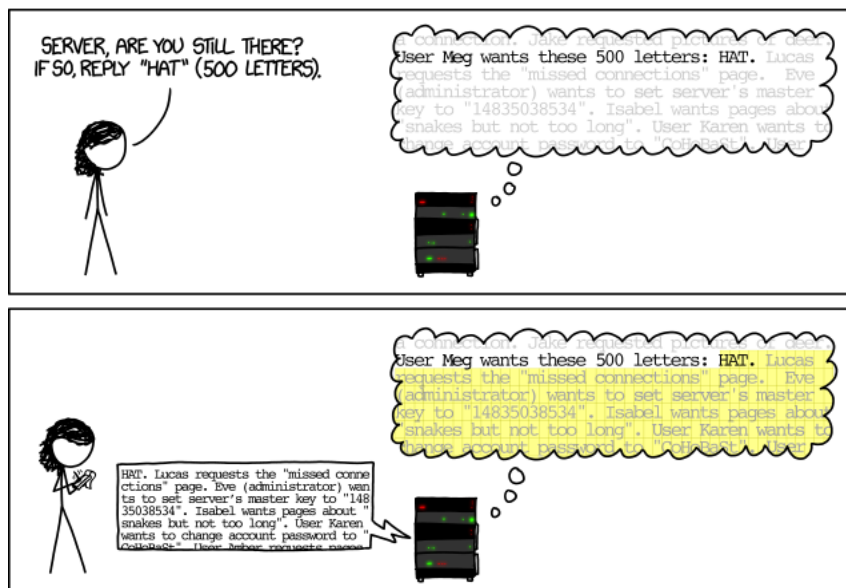 SERVER, ARE YOU STILL THERE?
IF SO, REPLY "HAT" (500 LETTERS).
a connection. Jake requested pictures of deer.
User Meg wants these 500 letters: HAT. Lucas
requests the "missed connections" page. Eve
(administrator) wants to set server's master
key to "14835038534". Isabel wants pages about
"snakes but not too long". User Karen wants to
change account password to "CoHoBaSt". User
a connection. Jake requested pictures of deer.
User Meg wants these 500 letters: HAT. Lucas
requests the "missed connections" page. Eve
(administrator) wants to set server's master
key to "14835038534". Isabel wants pages about
"snakes but not too long". User Karen wants to
change account password to "CoHoBaSt". User
HAT. Lucas requests the "missed conne
ctions" page. Eve (administrator) wan
ts to set server's master key to "148
35038534". Isabel wants pages about "
snakes but not too long". User Karen
wants to change account password to "
CoHoBaSt". User Amber requests pages